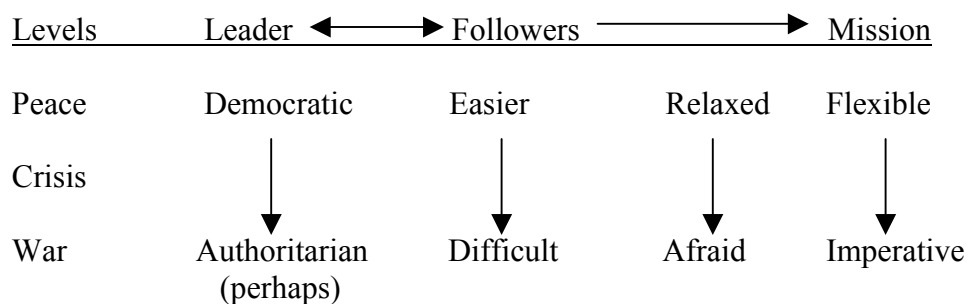 Levels Leader Followers Mission
Peace Democratic Easier Relaxed Flexible
Crisis
War Authoritarian Difficult Afraid Imperative
(perhaps)